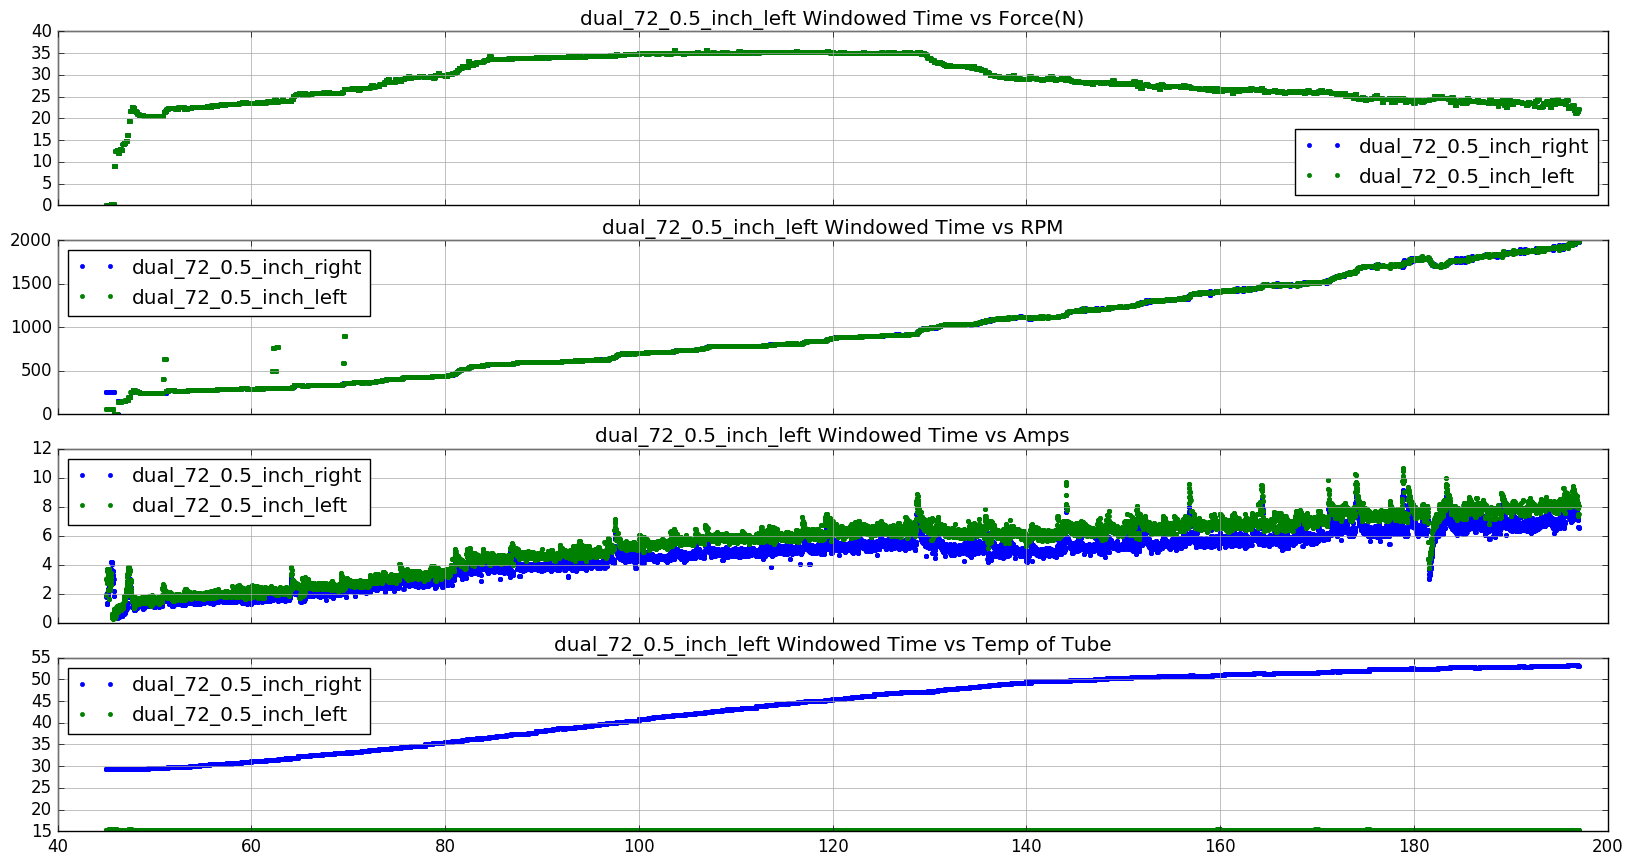 dual_72_0.5_inch_left Windowed Time vs Force(N)
40
35
30
25
20
15
10
5
0
dual_72_0.5_inch_right
dual_72_0.5_inch_left
dual_72_0.5_inch_left Windowed Time vs RPM
2000
1500
1000
500
0
dual_72_0.5_inch_right
dual_72_0.5_inch_left
dual_72_0.5_inch_left Windowed Time vs Amps
12
10
8
6
4
2
0
dual_72_0.5_inch_right
dual_72_0.5_inch_left
dual_72_0.5_inch_left Windowed Time vs Temp of Tube
55
50
45
40
35
30
25
20
15
dual_72_0.5_inch_right
dual_72_0.5_inch_left
40 60 80 100 120 140 160 180 200